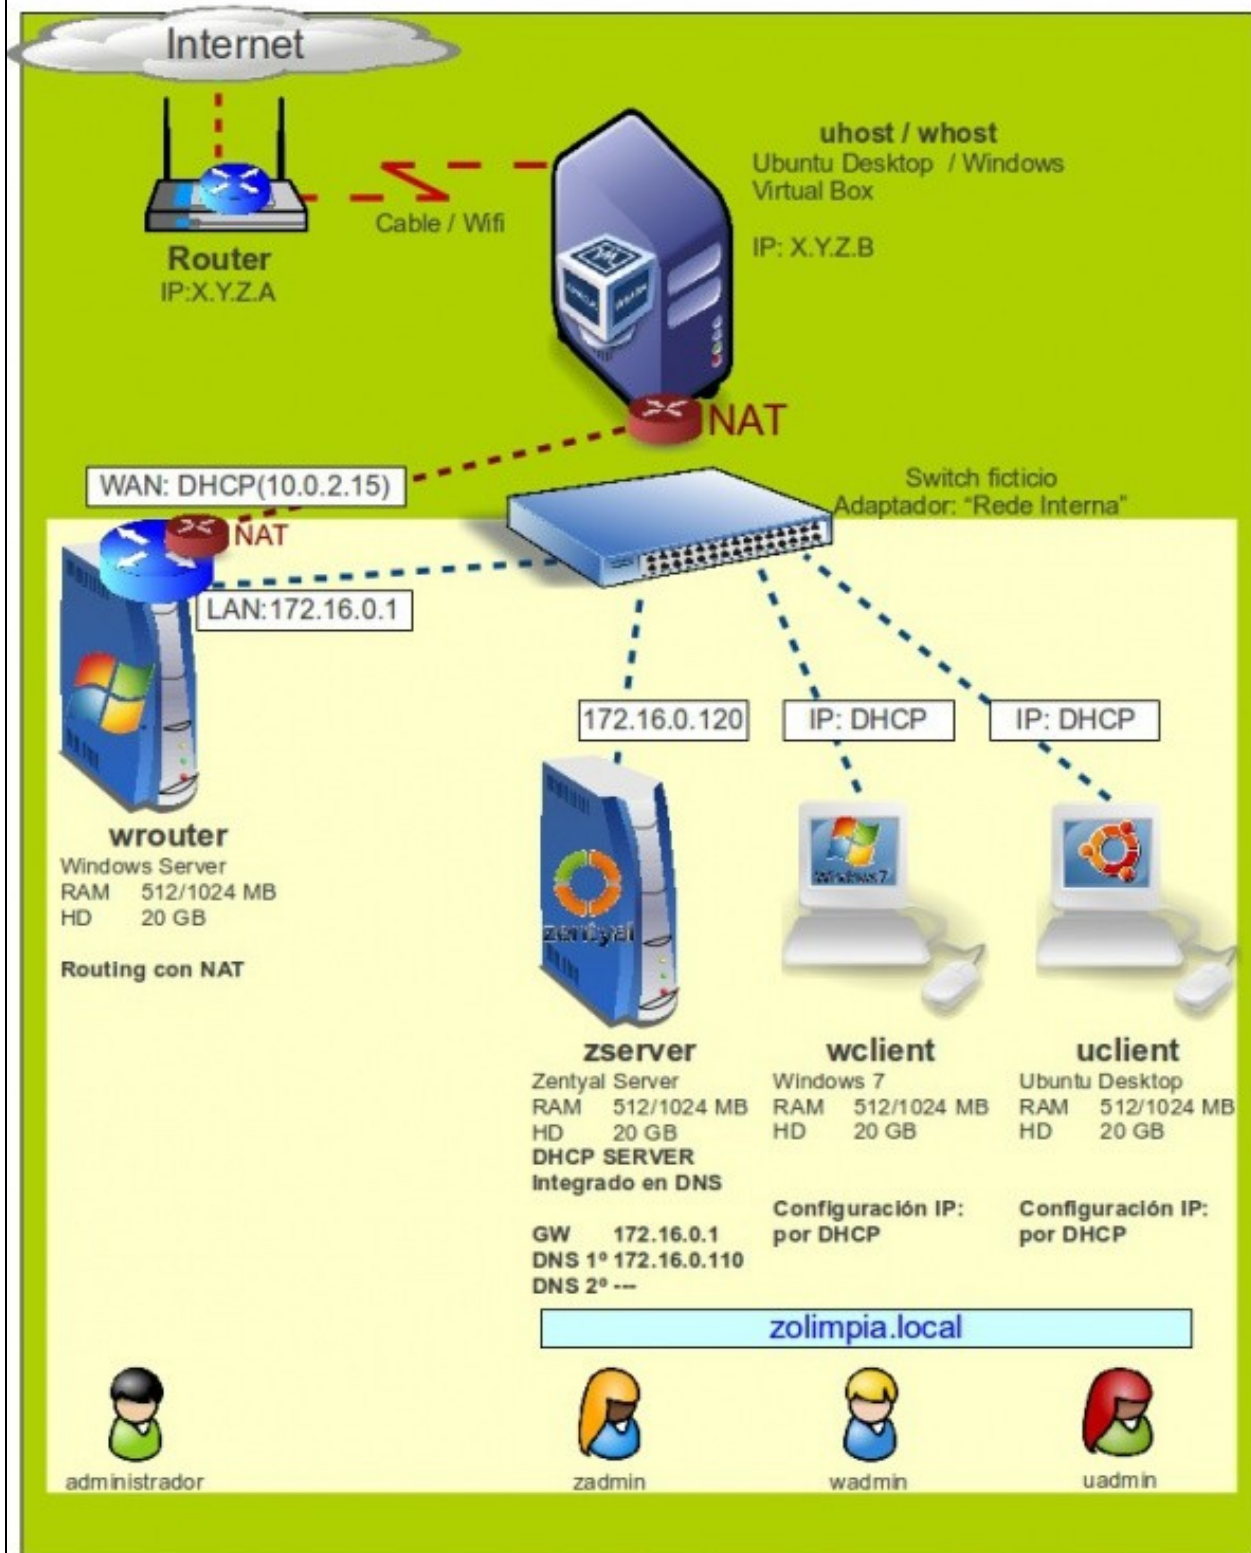 Internet
uhost / whost
Ubuntu Desktop / Windows
Virtual Box
IP: X.Y.Z.B
Cable / Wifi
Router
IP:X.Y.Z.A
NAT
WAN: DHCP(10.0.2.15)
Switch ficticio
Adaptador: “Rede Interna”
NAT
LAN:172.16.0.1
172.16.0.120
IP: DHCP
IP: DHCP
wrouter
Windows Server
RAM 512/1024 MB
HD 20 GB
Routing con NAT
Windows 7
zentyal
zserver
Zentyal Server
RAM 512/1024 MB
HD 20 GB
DHCP SERVER
Integrado en DNS
GW 172.16.0.1
DNS 1º 172.16.0.110
DNS 2º ---
wclient
Windows 7
RAM 512/1024 MB
HD 20 GB
Configuración IP:
por DHCP
uclient
Ubuntu Desktop
RAM 512/1024 MB
HD 20 GB
Configuración IP:
por DHCP
zolimpia.local
administrador
zadmin
wadmin
uadmin